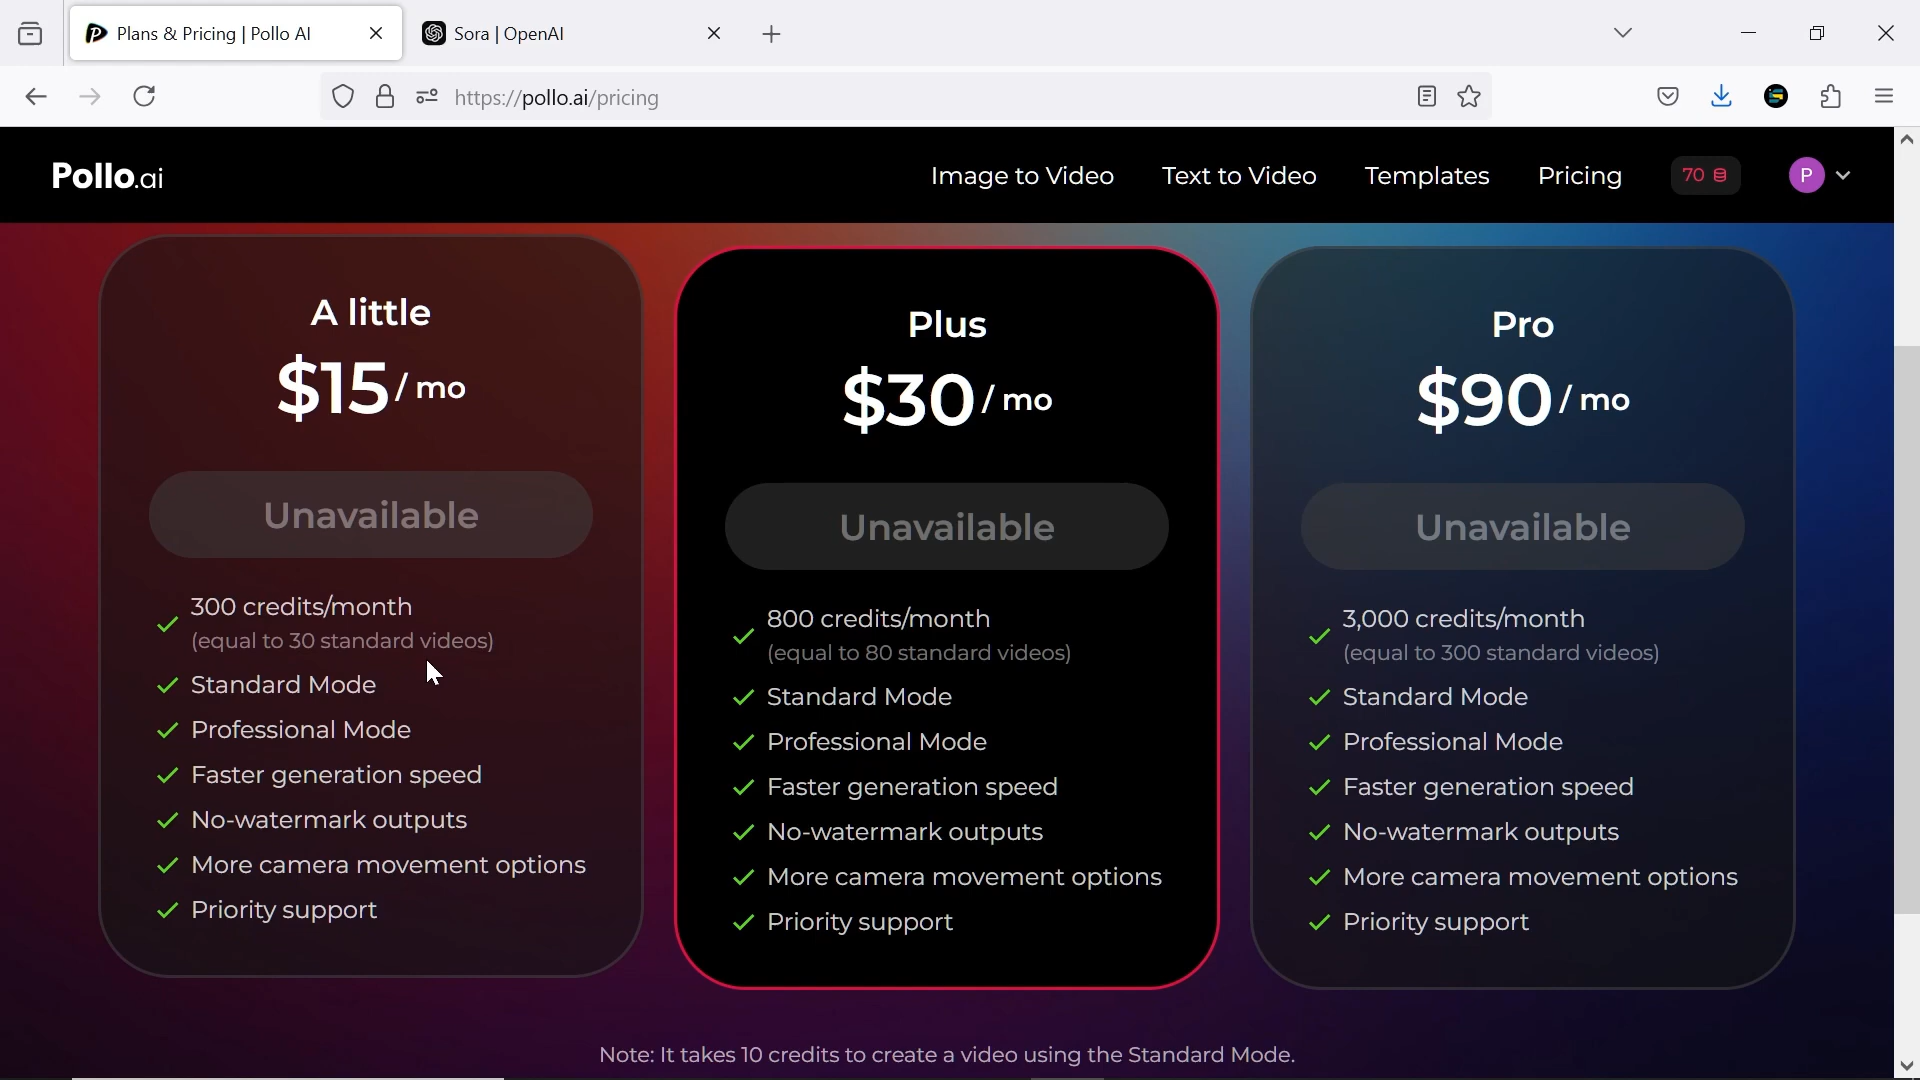 Plans & Pricing | Pollo AI
Sora | OpenAI
https://pollo.ai/pricing
Pollo.ai
Image to Video
Text to Video
Templates
Pricing
70
P
A little
$15/ mo
Unavailable
300 credits/month
(equal to 30 standard videos)
Standard Mode
Professional Mode
Faster generation speed
No-watermark outputs
More camera movement options
Priority support
Plus
$30/ mo
Unavailable
800 credits/month
(equal to 80 standard videos)
Standard Mode
Professional Mode
Faster generation speed
No-watermark outputs
More camera movement options
Priority support
Pro
$90/ mo
Unavailable
3,000 credits/month
(equal to 300 standard videos)
Standard Mode
Professional Mode
Faster generation speed
No-watermark outputs
More camera movement options
Priority support
Note: It takes 10 credits to create a video using the Standard Mode.